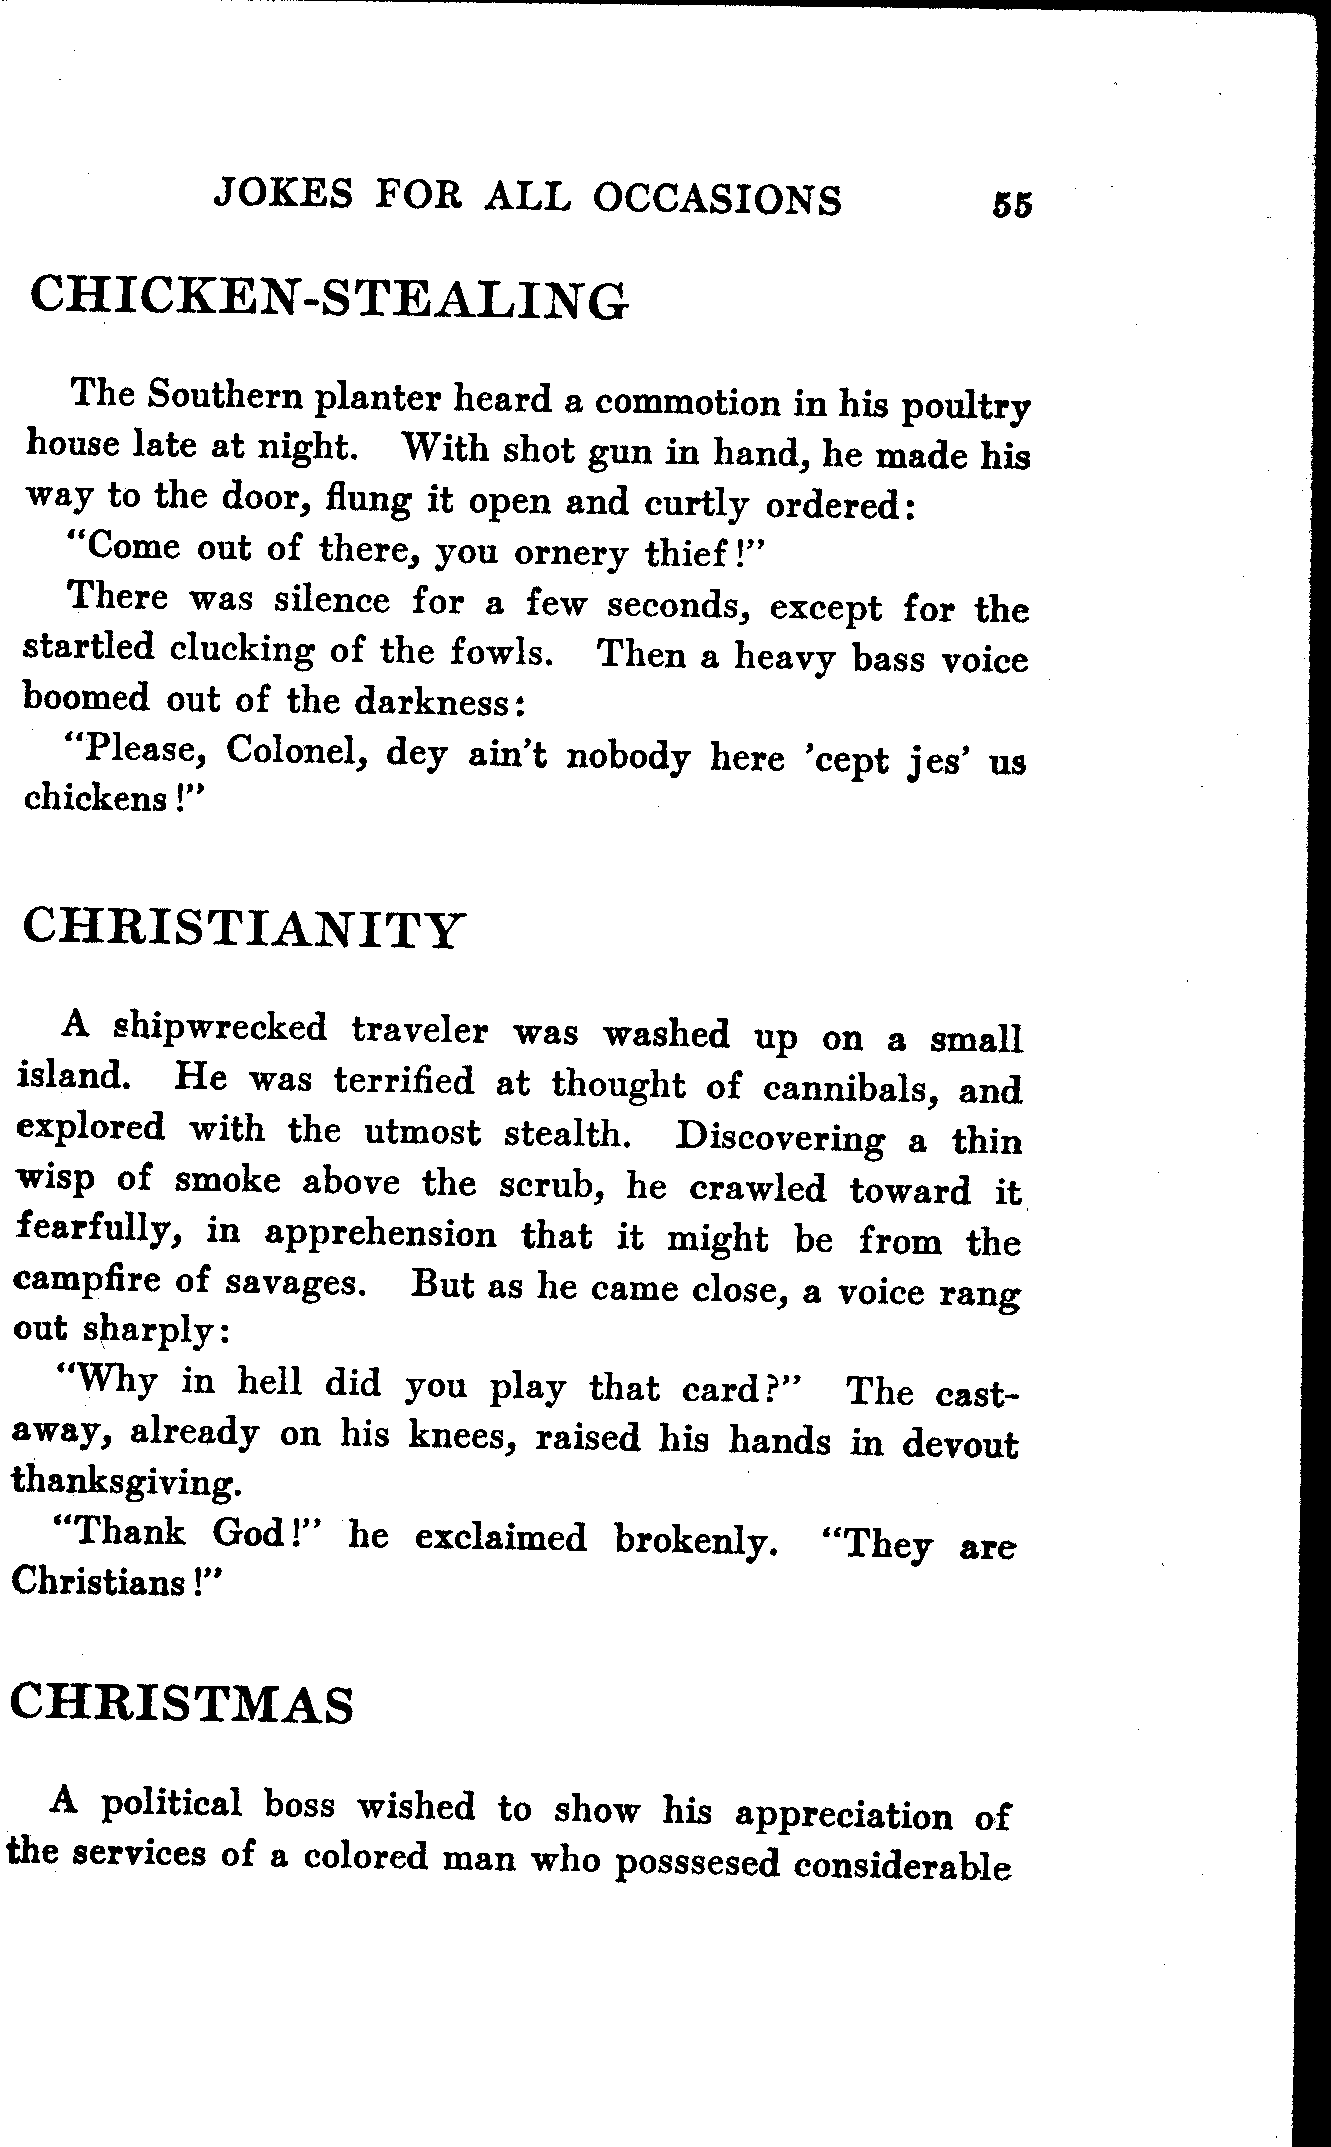 JOKES FOR ALL OCCASIONS 55
CHICKEN-STEALING
The Southern planter heard a commotion in his poultry
house late at night. With shot gun in hand, he made his
way to the door, flung it open and curtly ordered:
"Come out of there, you ornery thief!"
There was silence for a few seconds, except for the
startled clucking of the fowls. Then a heavy bass voice
boomed out of the darkness:
"Please, Colonel, dey ain't nobody here 'cept jes' us
chickens!"
CHRISTIANITY
A shipwrecked traveler was washed up on a small
island. He was terrified at thought of cannibals, and
explored with the utmost stealth. Discovering a thin
wisp of smoke above the scrub, he crawled toward it
fearfully, in apprehension that it might be from the
campfire of savages. But as he came close, a voice rang
out sharply:
"Why in hell did you play that card?" The cast-
away, already on his knees, raised his hands in devout
thanksgiving.
"Thank God!" he exclaimed brokenly. "They are
Christians!"
CHRISTMAS
A political boss wished to show his appreciation of
the services of a colored man who posssesed considerable